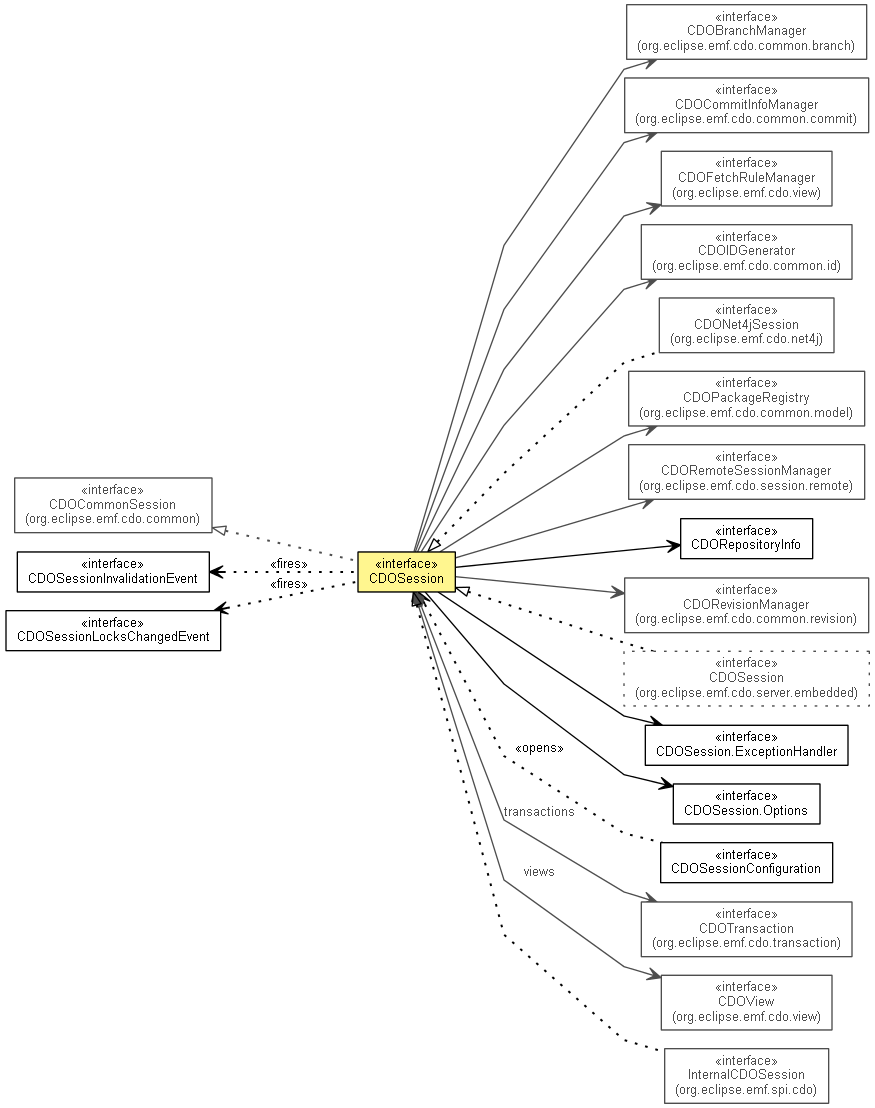 «interface»
CDOBranchManager
(org.eclipse.emf.cdo.common.branch)
«interface»
CDOCommitInfoManager
(org.eclipse.emf.cdo.common.commit)
«interface»
CDOFetchRuleManager
(org.eclipse.emf.cdo.view)
«interface»
CDOIDGenerator
(org.eclipse.emf.cdo.common.id)
«interface»
CDONet4jSession
(org.eclipse.emf.cdo.net4j)
«interface»
CDOPackageRegistry
(org.eclipse.emf.cdo.common.model)
«interface»
CDORemoteSessionManager
(org.eclipse.emf.cdo.session.remote)
«interface»
CDOCommonSession
(org.eclipse.emf.cdo.common)
«interface»
CDORepositoryInfo
«interface»
CDOSessionInvalidationEvent
«fires»
«interface»
CDOSession
«fires»
«interface»
CDOSessionLocksChangedEvent
«interface»
CDORevisionManager
(org.eclipse.emf.cdo.common.revision)
«interface»
CDOSession
(org.eclipse.emf.cdo.server.embedded)
«interface»
CDOSession.ExceptionHandler
«opens»
«interface»
CDOSession.Options
transactions
«interface»
CDOSessionConfiguration
views
«interface»
CDOTransaction
(org.eclipse.emf.cdo.transaction)
«interface»
CDOView
(org.eclipse.emf.cdo.view)
«interface»
InternalCDOSession
(org.eclipse.emf.spi.cdo)